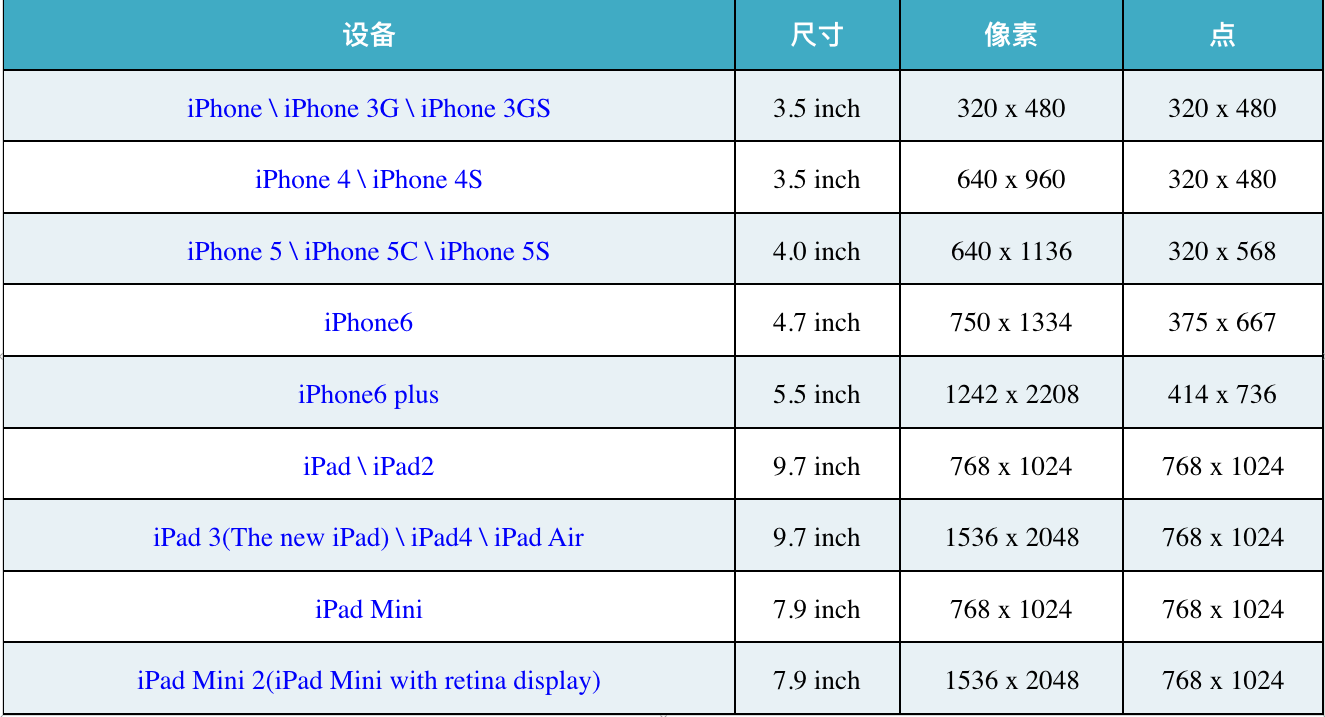 设备 尺寸 像素 点
iPhone \ iPhone 3G \ iPhone 3GS 3.5 inch 320 x 480 320 x 480
iPhone 4 \ iPhone 4S 3.5 inch 640 x 960 320 x 480
iPhone 5 \ iPhone 5C \ iPhone 5S 4.0 inch 640 x 1136 320 x 568
iPhone6 4.7 inch 750 x 1334 375 x 667
iPhone6 plus 5.5 inch 1242 x 2208 414 x 736
iPad \ iPad2 9.7 inch 768 x 1024 768 x 1024
iPad 3(The new iPad) \ iPad4 \ iPad Air 9.7 inch 1536 x 2048 768 x 1024
iPad Mini 7.9 inch 768 x 1024 768 x 1024
iPad Mini 2(iPad Mini with retina display) 7.9 inch 1536 x 2048 768 x 1024